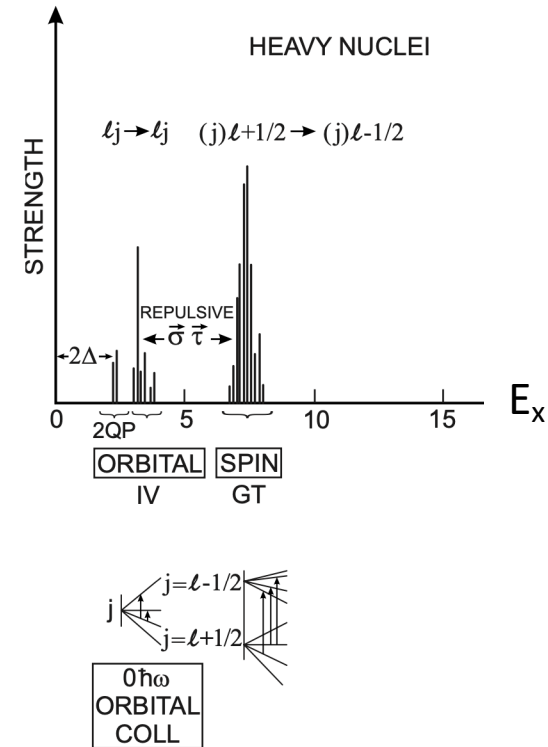 HEAVY NUCLEI
ℓj→ℓj (j)ℓ+1/2→ (j)ℓ-1/2
STRENGTH
REPULSIVE
σ⃗ τ⃗
2Δ
0 5 10 15 Eₓ
2QP
ORBITAL SPIN
IV GT
j=ℓ-1/2
j
j=ℓ+1/2
0ħω
ORBITAL
COLL